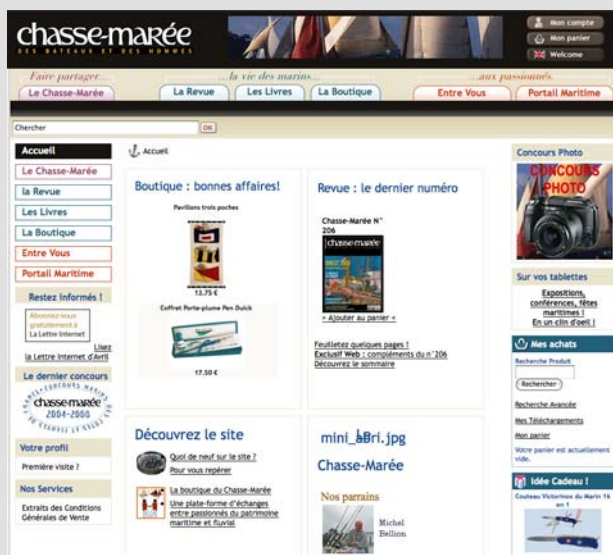 chasse-marée
DES BATEAUX ET DES HOMMES
Mon compte
Mon panier
Welcome
Faire partager...
...la vie des marins...
...aux passionnés.
Le Chasse-Marée
La Revue
Les Livres
La Boutique
Entre Vous
Portail Maritime
Chercher
OK
Accueil
Le Chasse-Marée
la Revue
Les Livres
La Boutique
Entre Vous
Portail Maritime
Restez informés !
Abonnez-vous
gratuitement à
La Lettre Internet
Lisez
la Lettre Internet d'Avril
Le dernier concours
chasse-marée
2004-2008
Votre profil
Première visite ?
Nos Services
Extraits des Conditions
Générales de Vente
Accueil
Boutique : bonnes affaires!
Pavillons trois poches
13.75 €
Coffret Porte-plume Pen Duick
17.50 €
Revue : le dernier numéro
Chasse-Marée N°
206
chasse-marée
> Ajouter au panier <
Feuilletez quelques pages !
Exclusif Web : compléments du n°206
Découvrez le sommaire
Découvrez le site
Quoi de neuf sur le site ?
Pour vous repérer
La boutique du Chasse-Marée
Une plate-forme d'échanges
entre passionnés du patrimoine
maritime et fluvial
Chasse-Marée
Nos parrains
Michel
Bellion
Concours Photo
CONCOURS
PHOTO
Sur vos tablettes
Expositions,
conférences, fêtes
maritimes !
En un clin d'oeil !
Mes achats
Recherche Produit
Rechercher
Recherche Avancée
Mes Téléchargements
Mon panier
Votre panier est actuellement
vide.
Idée Cadeau !
Couteau Victorinox du Marin 16
en 1